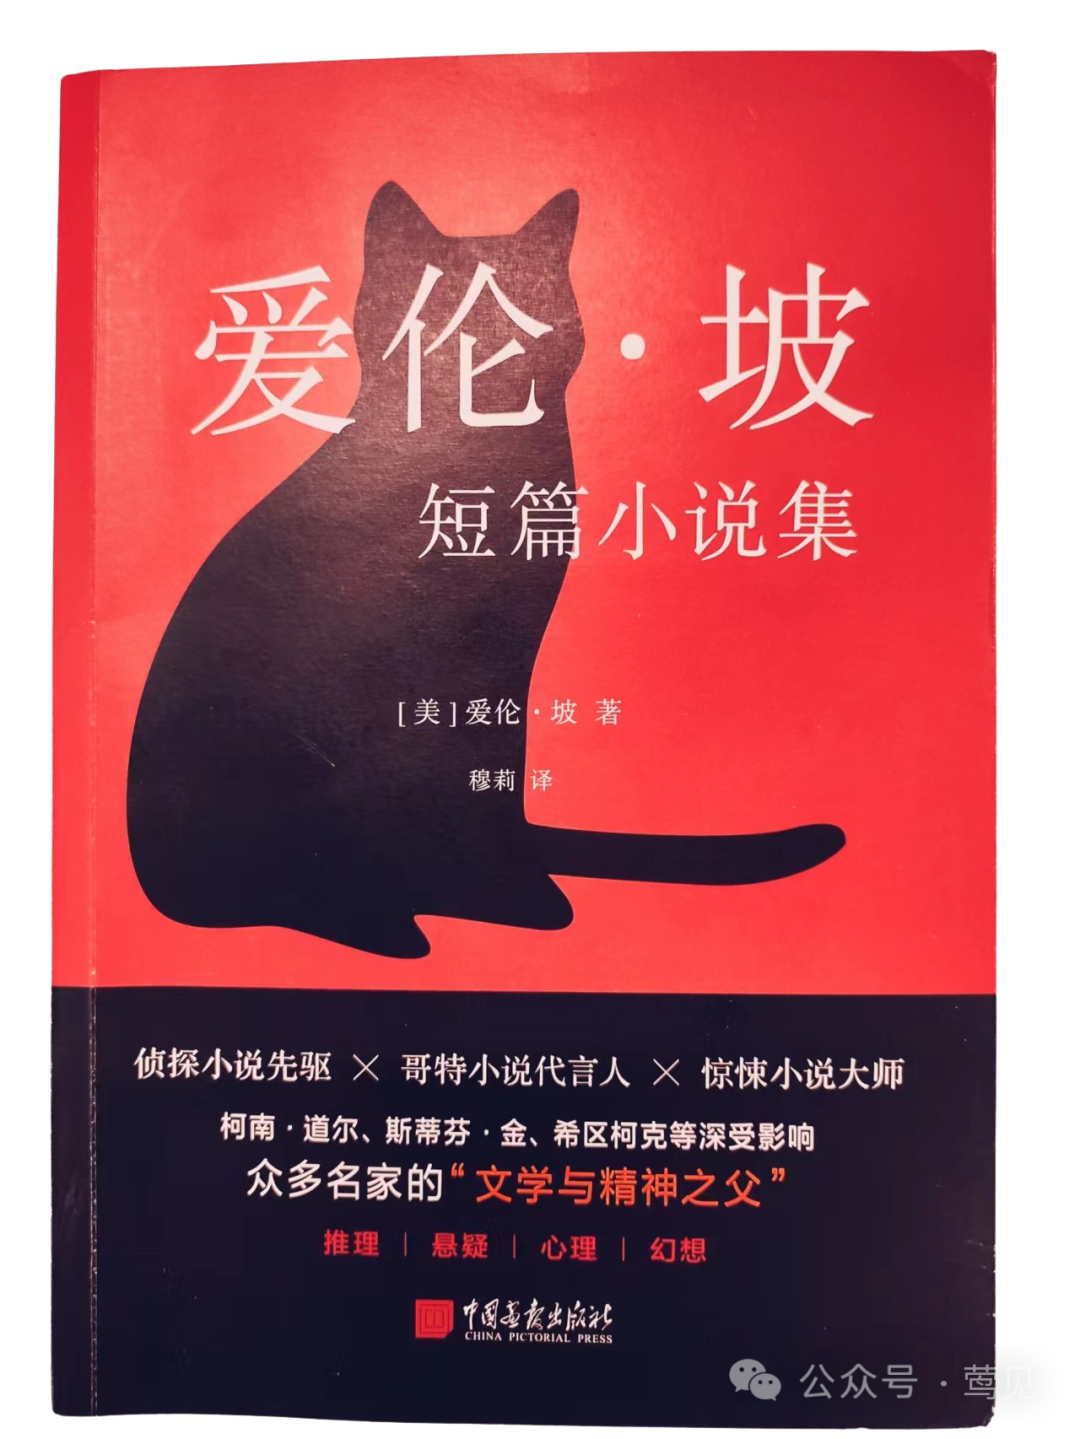 爱伦·坡
短篇小说集
[美]爱伦·坡 著
穆莉 译
侦探小说先驱 × 哥特小说代言人 × 惊悚小说大师
柯南·道尔、斯蒂芬·金、希区柯克等深受影响
众多名家的“文学与精神之父”
推理 | 悬疑 | 心理 | 幻想
中国画报出版社
CHINA PICTORIAL PRESS
公众号·莺见